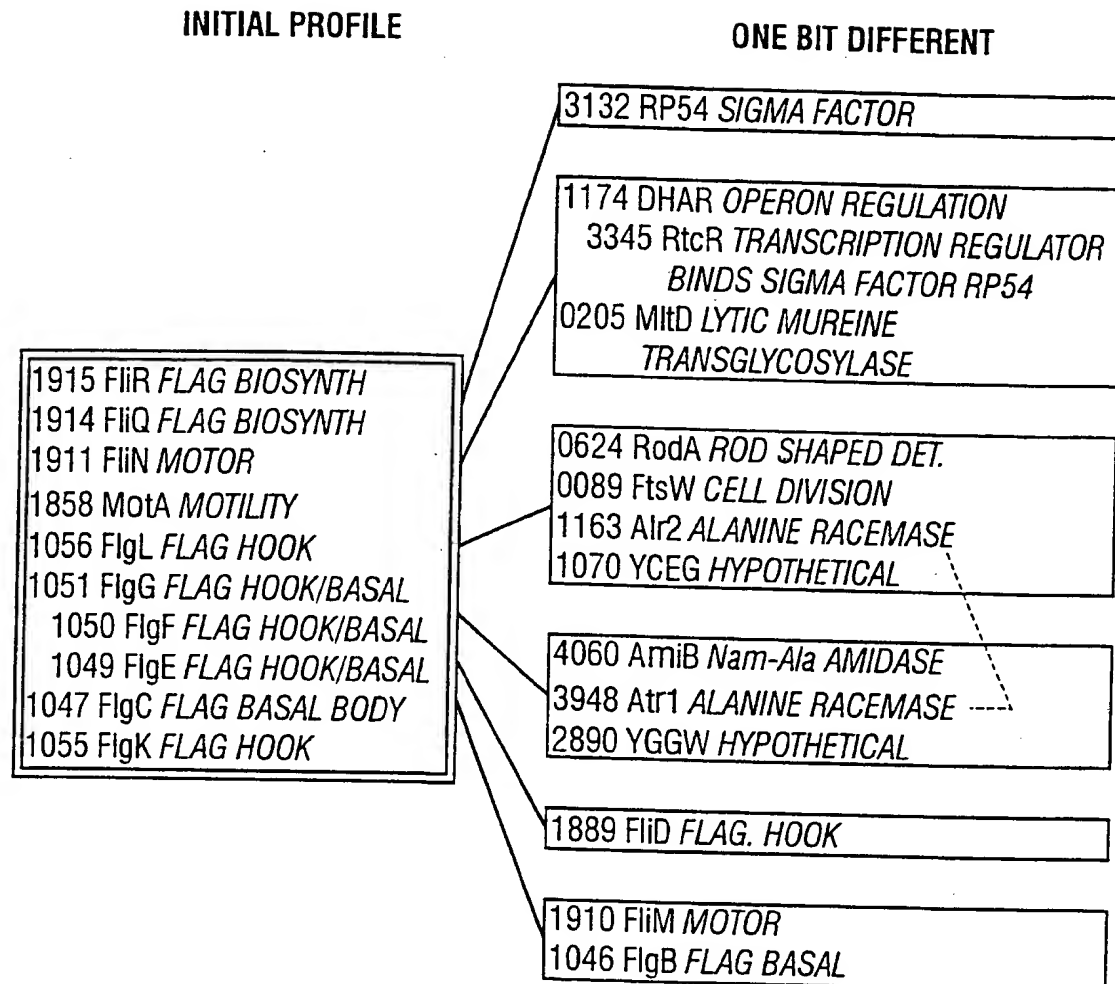 INITIAL PROFILE
ONE BIT DIFFERENT
1915 FliR FLAG BIOSYNTH
1914 FliQ FLAG BIOSYNTH
1911 FliN MOTOR
1858 MotA MOTILITY
1056 FlgL FLAG HOOK
1051 FlgG FLAG HOOK/BASAL
1050 FlgF FLAG HOOK/BASAL
1049 FlgE FLAG HOOK/BASAL
1047 FlgC FLAG BASAL BODY
1055 FlgK FLAG HOOK
3132 RP54 SIGMA FACTOR
1174 DHAR OPERON REGULATION
3345 RtcR TRANSCRIPTION REGULATOR
BINDS SIGMA FACTOR RP54
0205 MltD LYTIC MUREINE
TRANSGLYCOSYLASE
0624 RodA ROD SHAPED DET.
0089 FtsW CELL DIVISION
1163 Alr2 ALANINE RACEMASE
1070 YCEG HYPOTHETICAL
4060 AmiB Nam-Ala AMIDASE
3948 Atr1 ALANINE RACEMASE
2890 YGGW HYPOTHETICAL
1889 FliD FLAG. HOOK
1910 FliM MOTOR
1046 FlgB FLAG BASAL